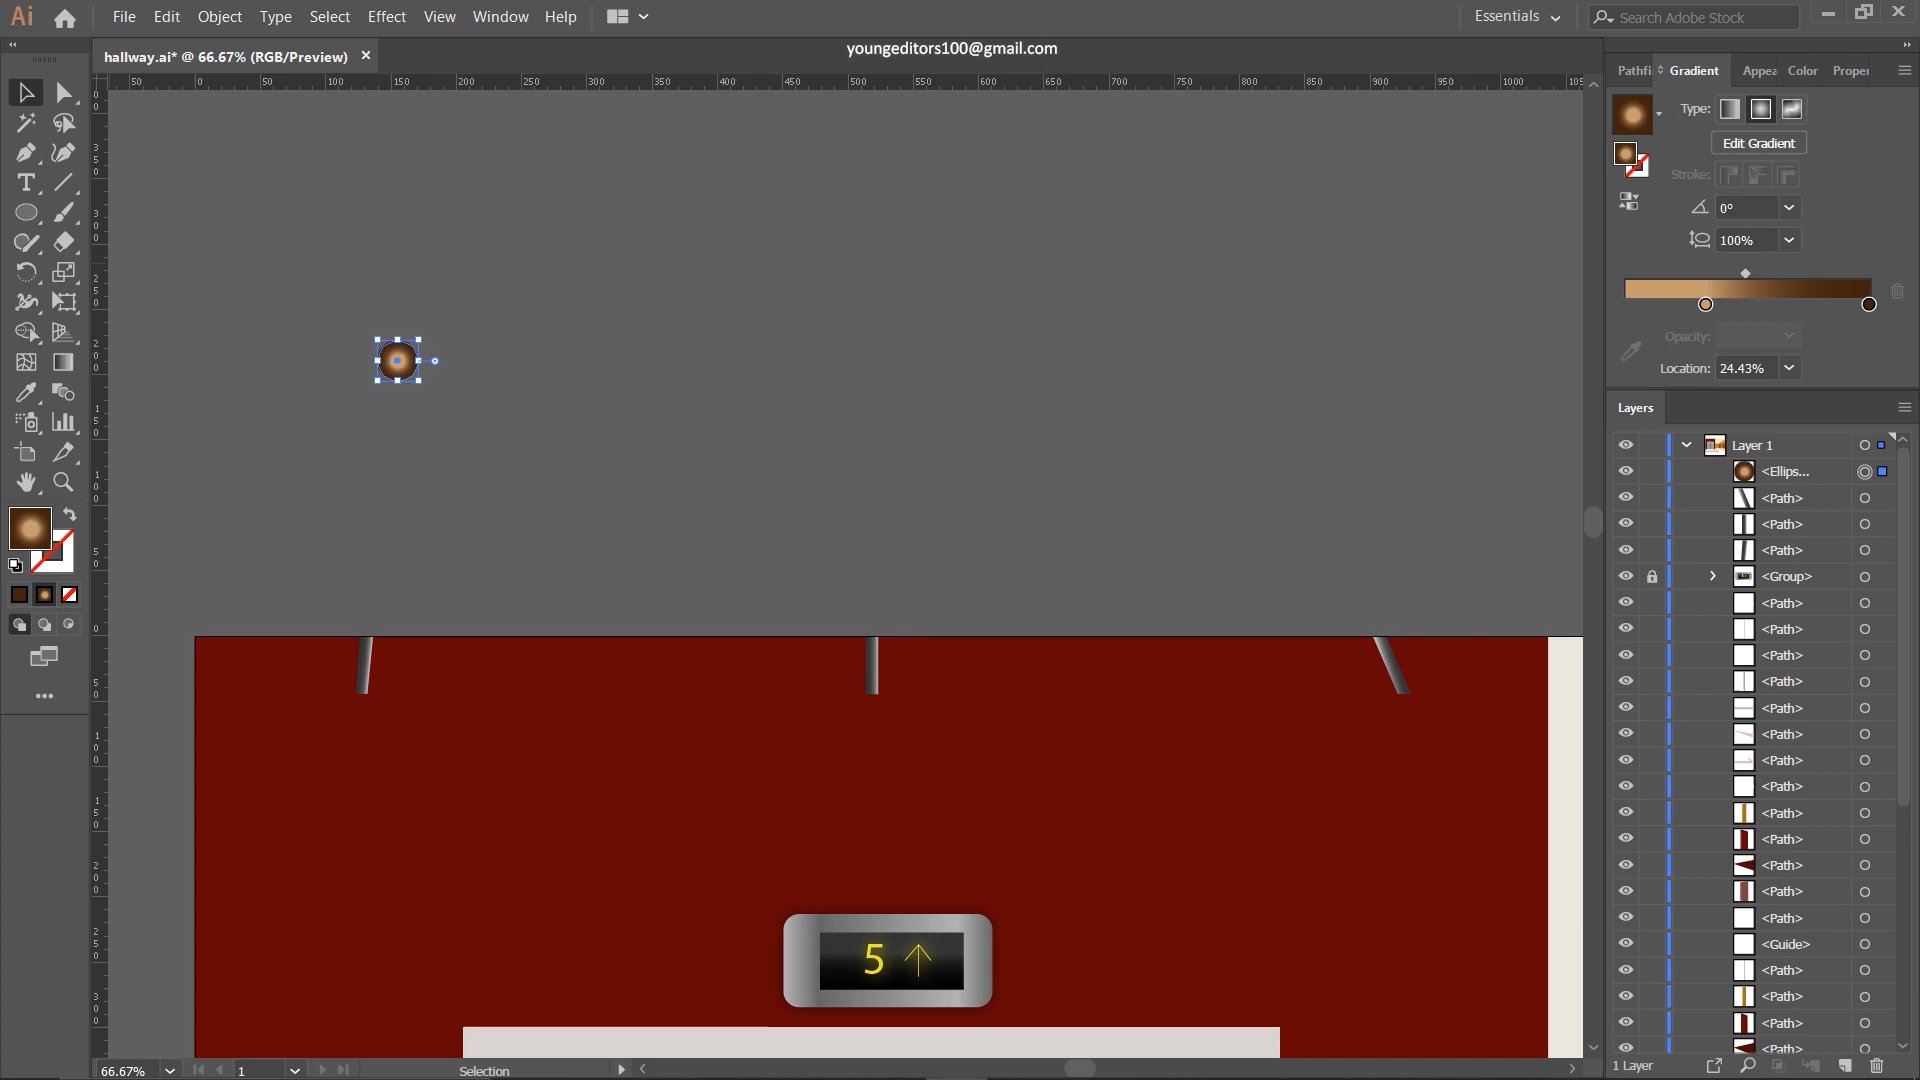 Ai File Edit Object Type Select Effect View Window Help Essentials Search Adobe Stock
hallway.ai* @ 66.67% (RGB/Preview) ×
youngeditors100@gmail.com
50 0 50 100 150 200 250 300 350 400 450 500 550 600 650 700 750 800 850 900 950 1000
Pathfi Gradient Appea Color Proper
Type:
Edit Gradient
Stroke:
0°
100%
Opacity:
Location: 24.43%
Layers
Layer 1
<Ellips...
<Path>
<Path>
<Path>
<Group>
<Path>
<Path>
<Path>
<Path>
<Path>
<Path>
<Path>
<Path>
<Path>
<Path>
<Path>
<Path>
<Path>
<Guide>
<Path>
<Path>
<Path>
<Path>
5 ↑
66.67% 1 Selection
1 Layer